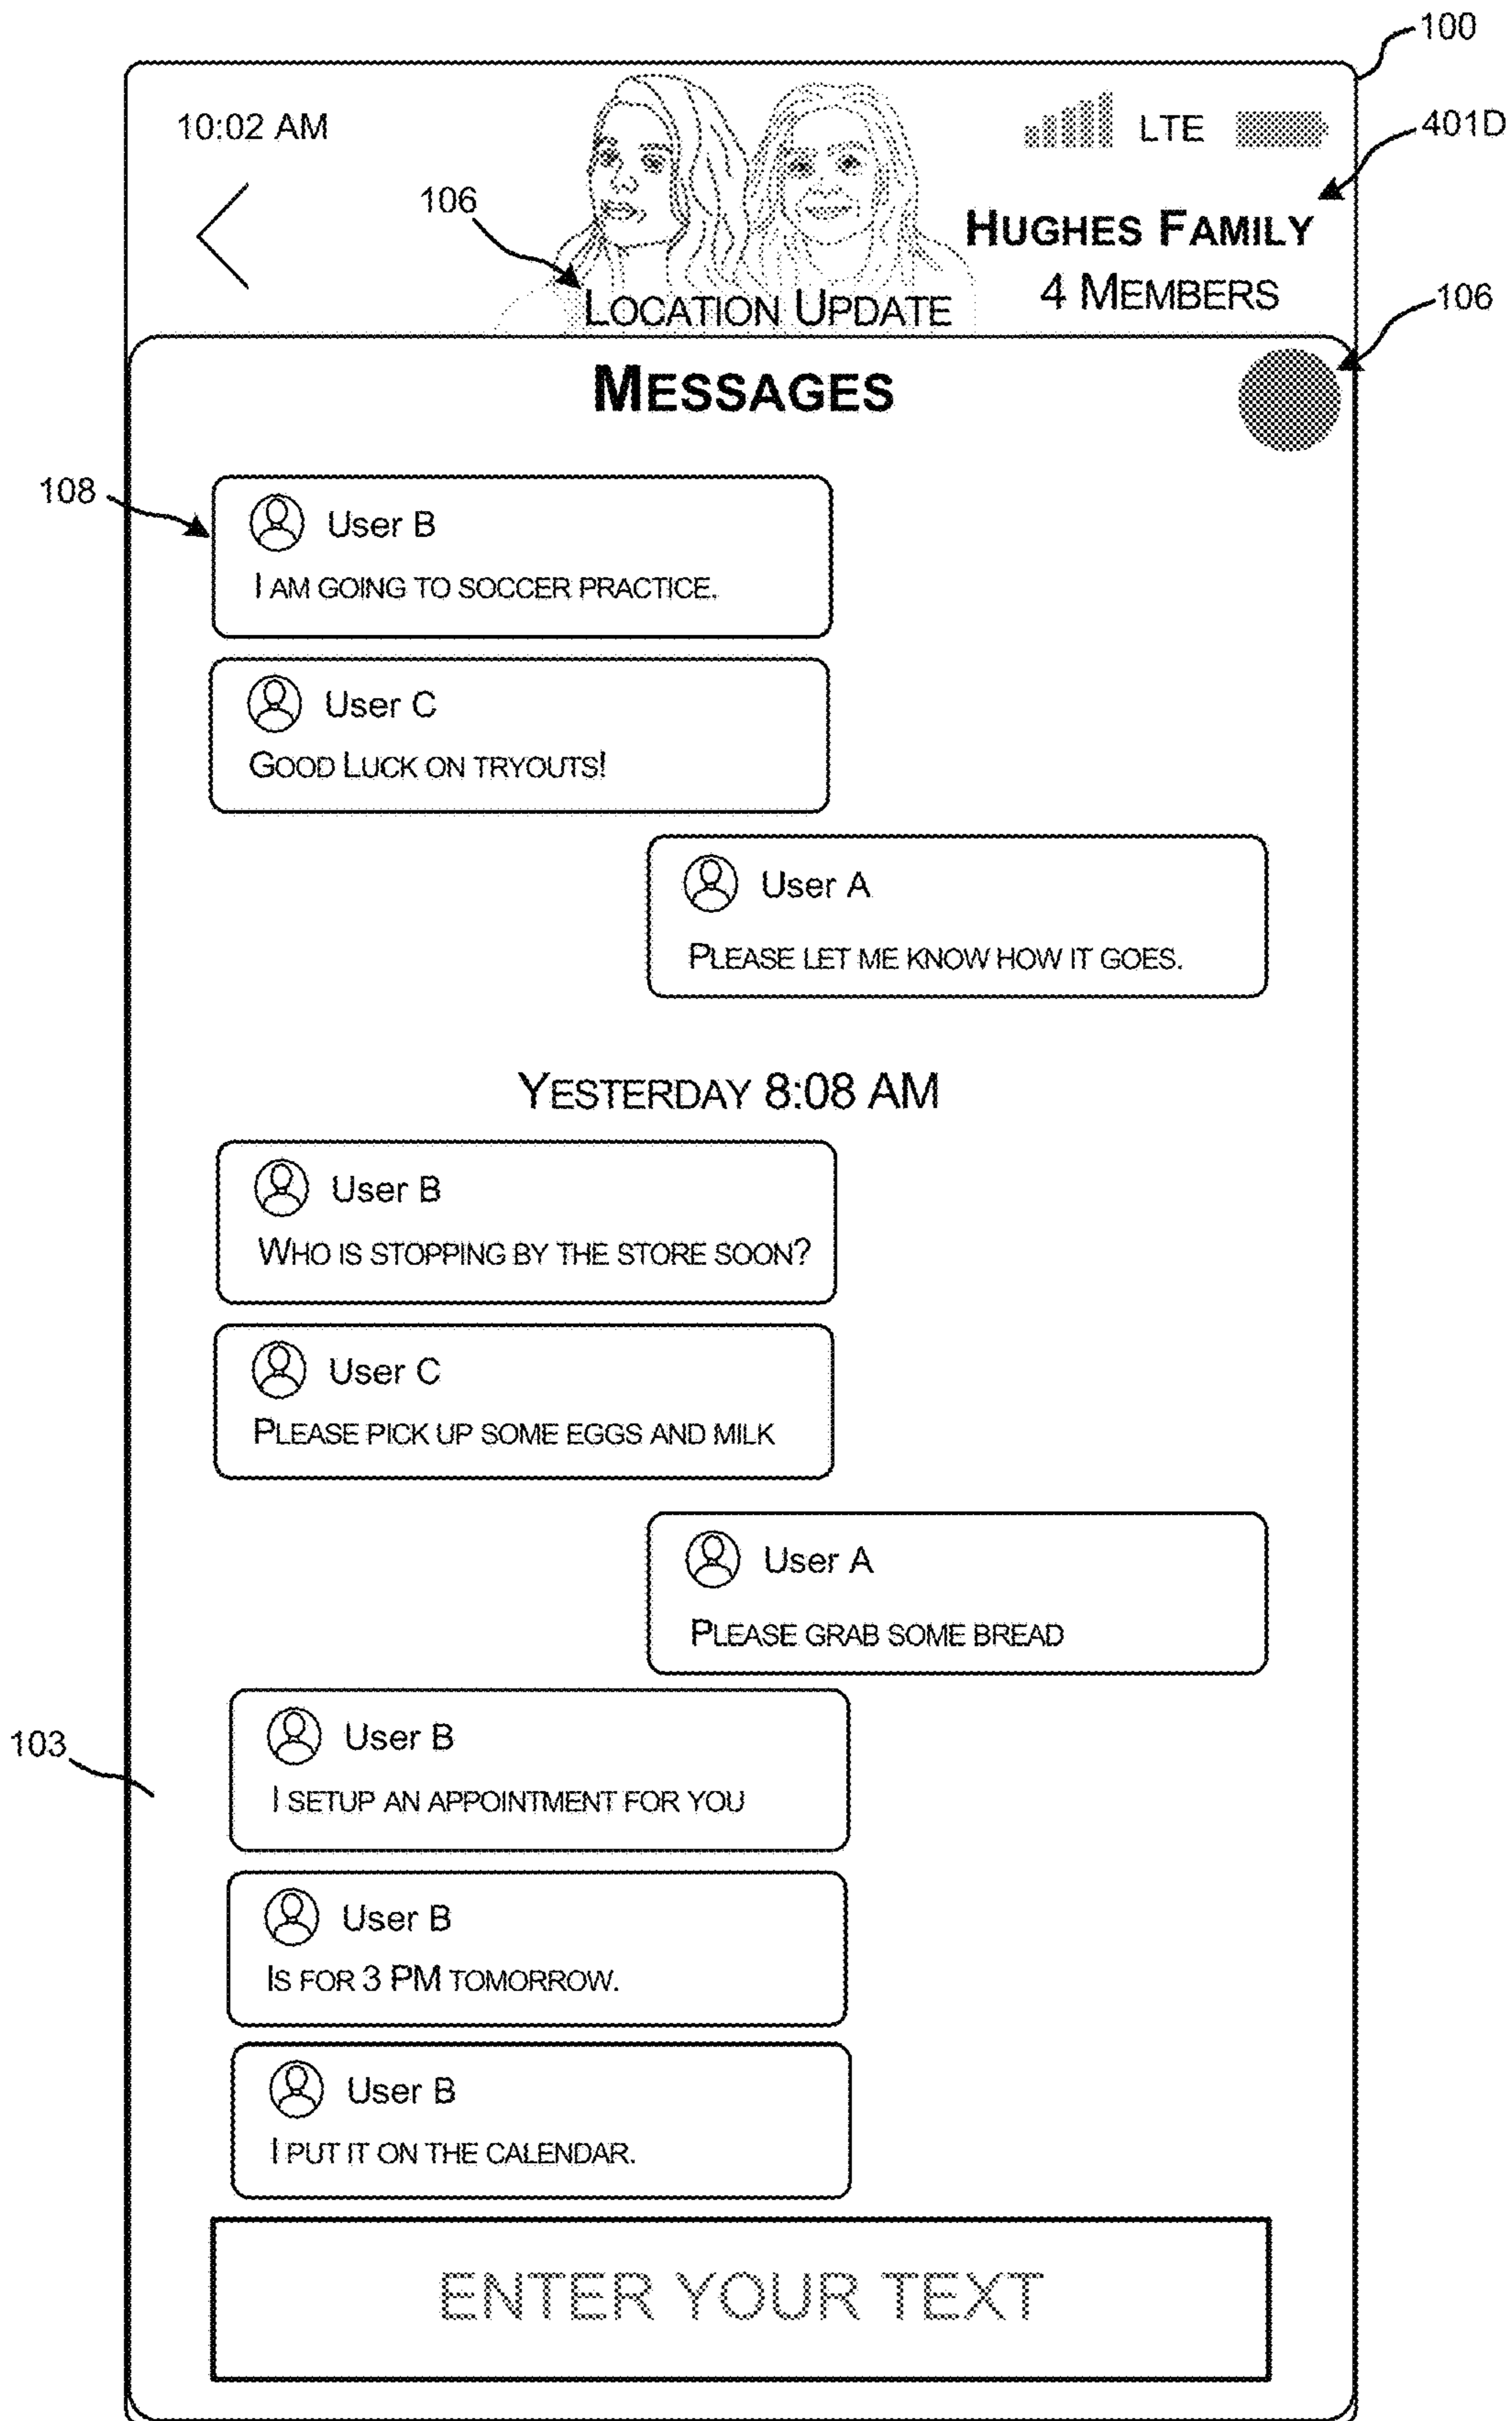 100
10:02 AM
LTE
401D
106
HUGHES FAMILY
4 MEMBERS
LOCATION UPDATE
106
MESSAGES
108
User B
I AM GOING TO SOCCER PRACTICE.
User C
GOOD LUCK ON TRYOUTS!
User A
PLEASE LET ME KNOW HOW IT GOES.
YESTERDAY 8:08 AM
User B
WHO IS STOPPING BY THE STORE SOON?
User C
PLEASE PICK UP SOME EGGS AND MILK
User A
PLEASE GRAB SOME BREAD
103
User B
I SETUP AN APPOINTMENT FOR YOU
User B
IS FOR 3 PM TOMORROW.
User B
I PUT IT ON THE CALENDAR.
ENTER YOUR TEXT